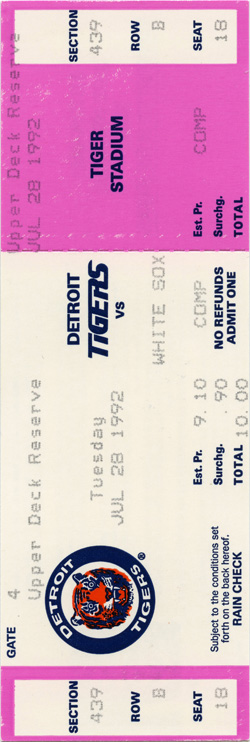 SECTION 439
ROW B
SEAT 18
Upper Deck Reserve
JUL 28 1992
TIGER
STADIUM
Est. Pr. COMP
Surchg.
TOTAL
DETROIT
TIGERS
VS
WHITE SOX
Est. Pr. 9.10 COMP
Surchg. .90
TOTAL 10.00
NO REFUNDS
ADMIT ONE
GATE 4
Upper Deck Reserve
Tuesday
JUL 28 1992
DETROIT TIGERS ®
Subject to the conditions set
forth on the back hereof.
RAIN CHECK
SECTION 439
ROW B
SEAT 18